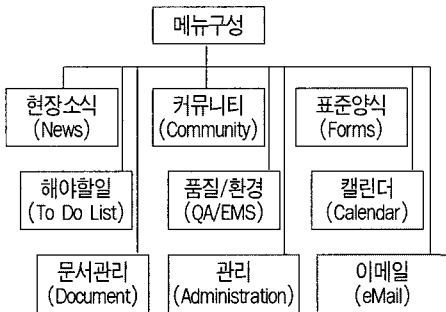 메뉴구성
현장소식
(News)
커뮤니티
(Community)
표준양식
(Forms)
해야할일
(To Do List)
품질/환경
(QA/EMS)
캘린더
(Calendar)
문서관리
(Document)
관리
(Administration)
이메일
(eMail)